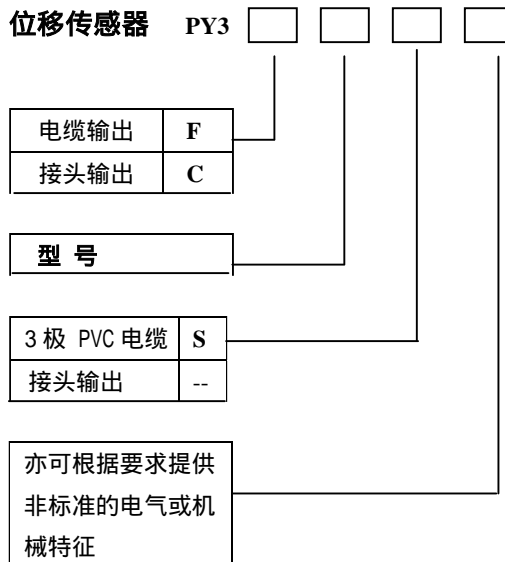 位移传感器 PY3
电缆输出 F
接头输出 C
型 号
3 极 PVC 电缆 S
接头输出 --
亦可根据要求提供
非标准的电气或机
械特征